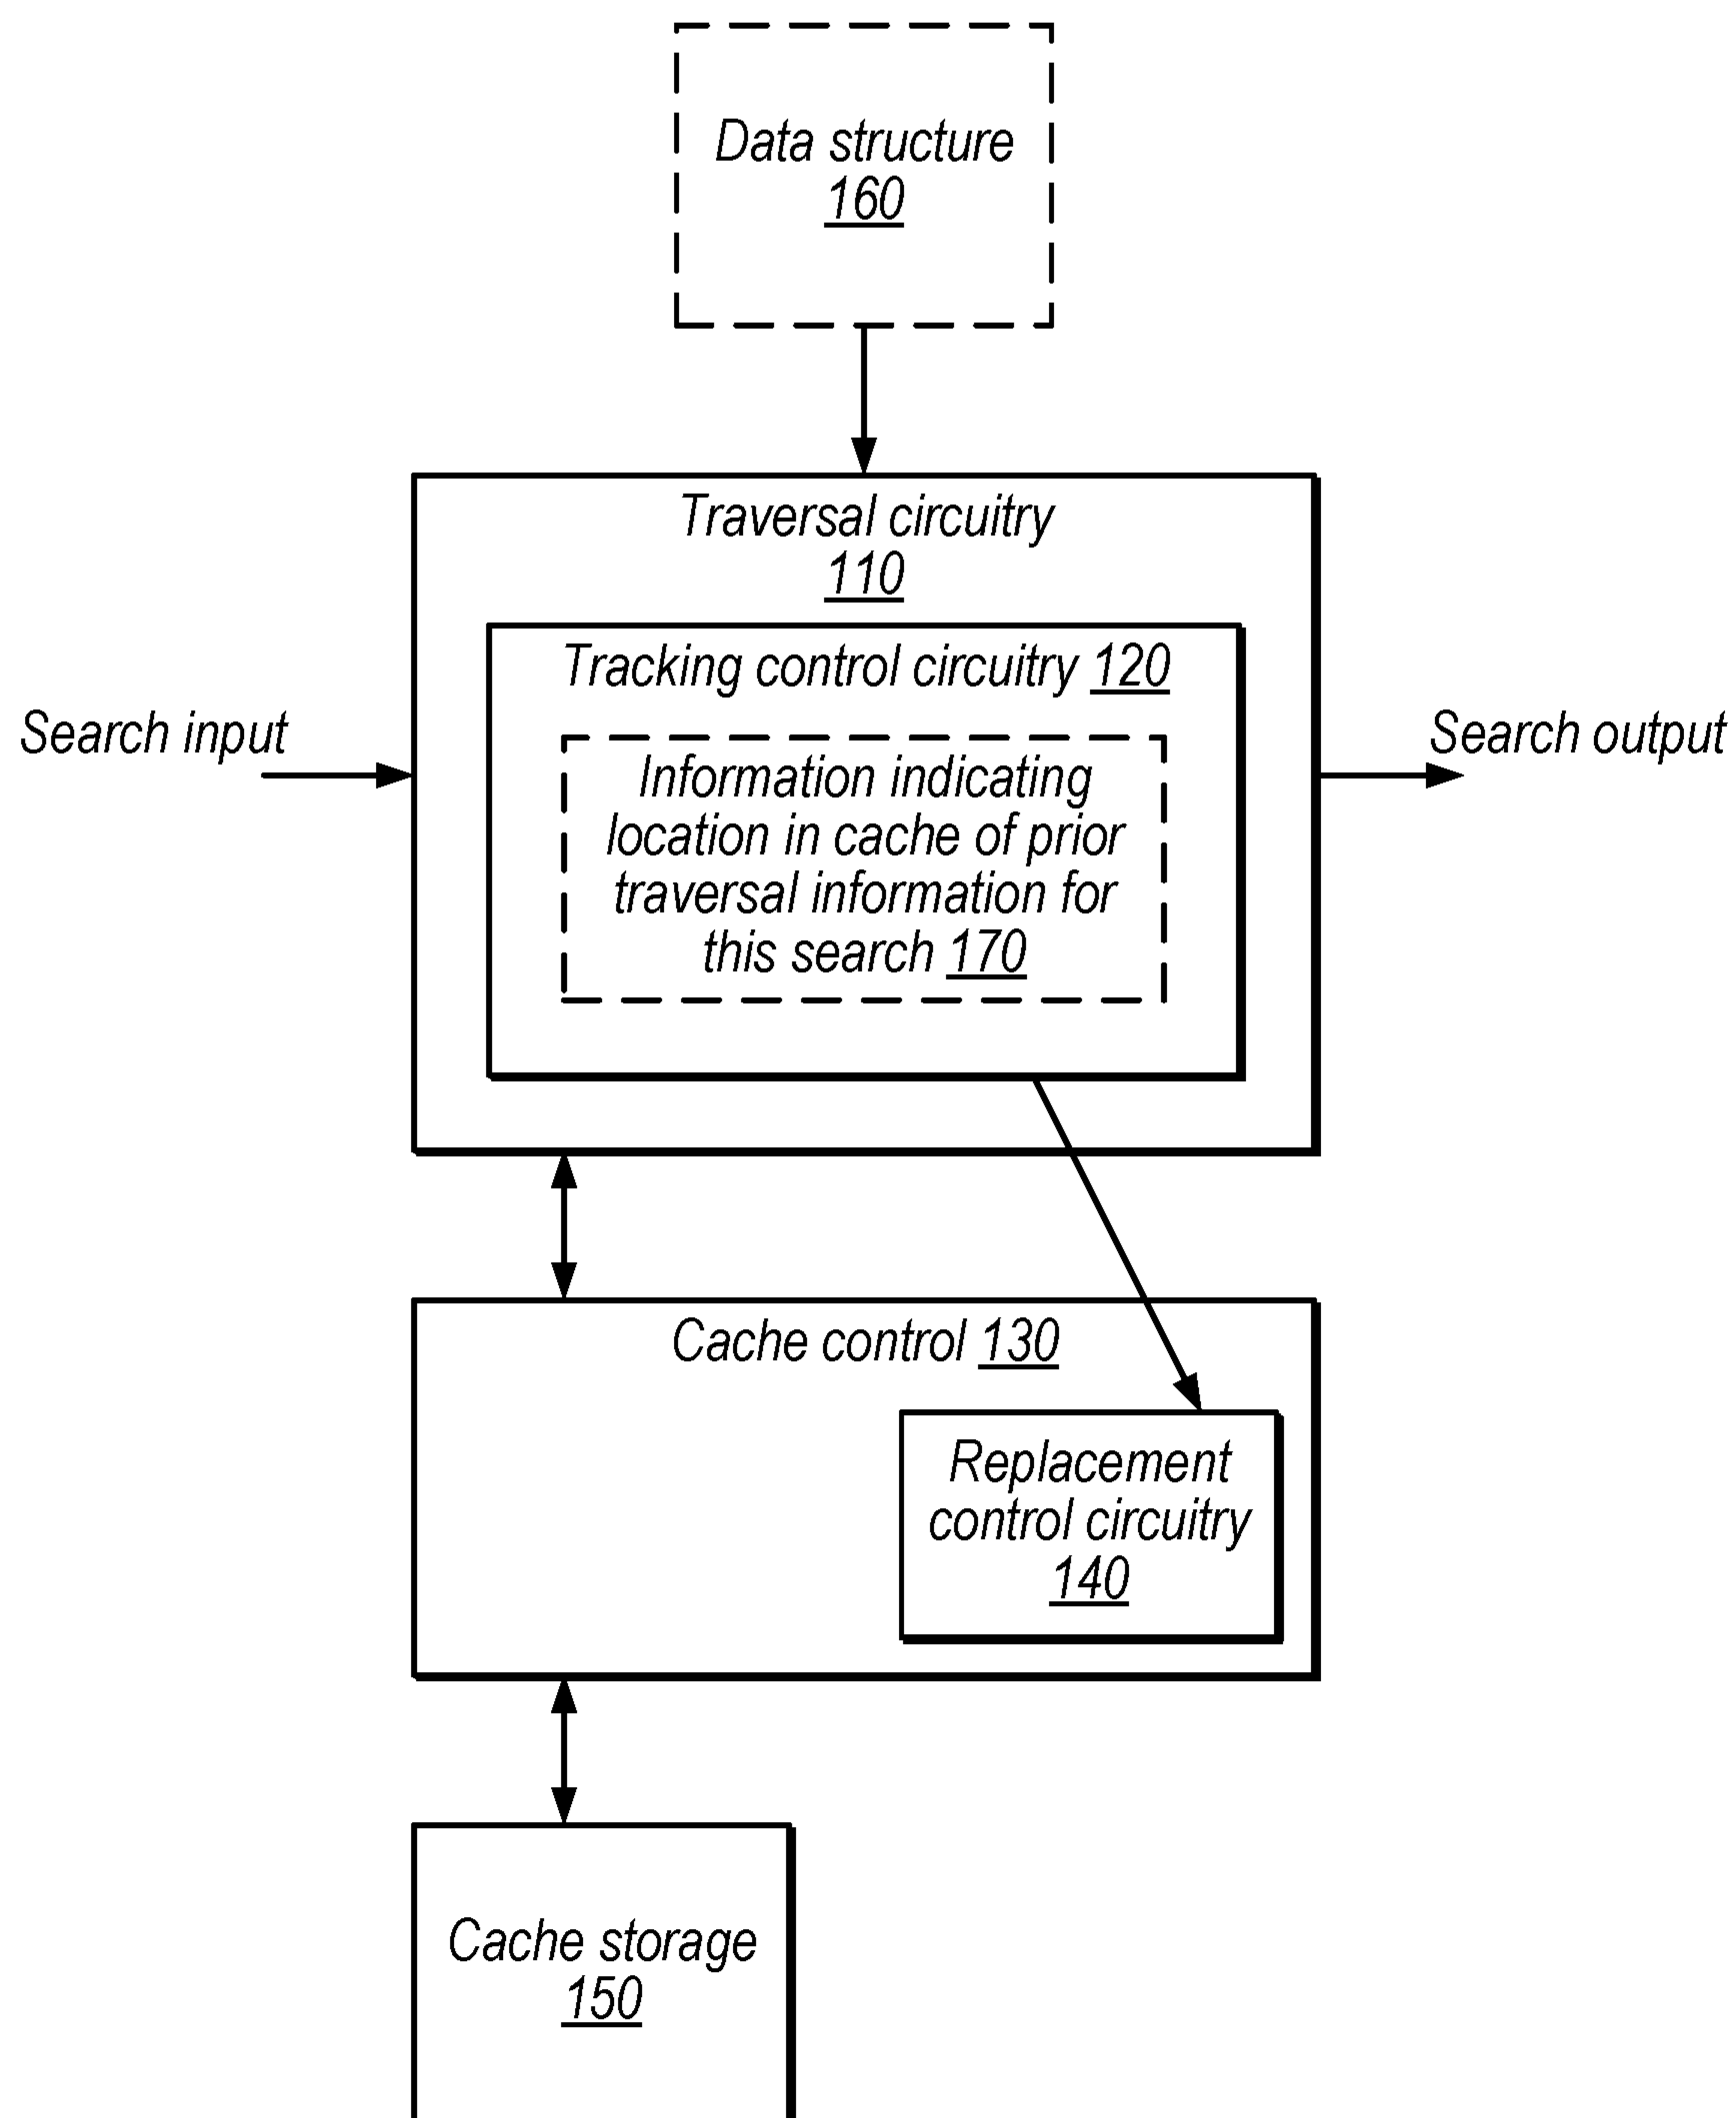 Data structure
160
Traversal circuitry
110
Tracking control circuitry 120
Search input
Search output
Information indicating
location in cache of prior
traversal information for
this search 170
Cache control 130
Replacement
control circuitry
140
Cache storage
150